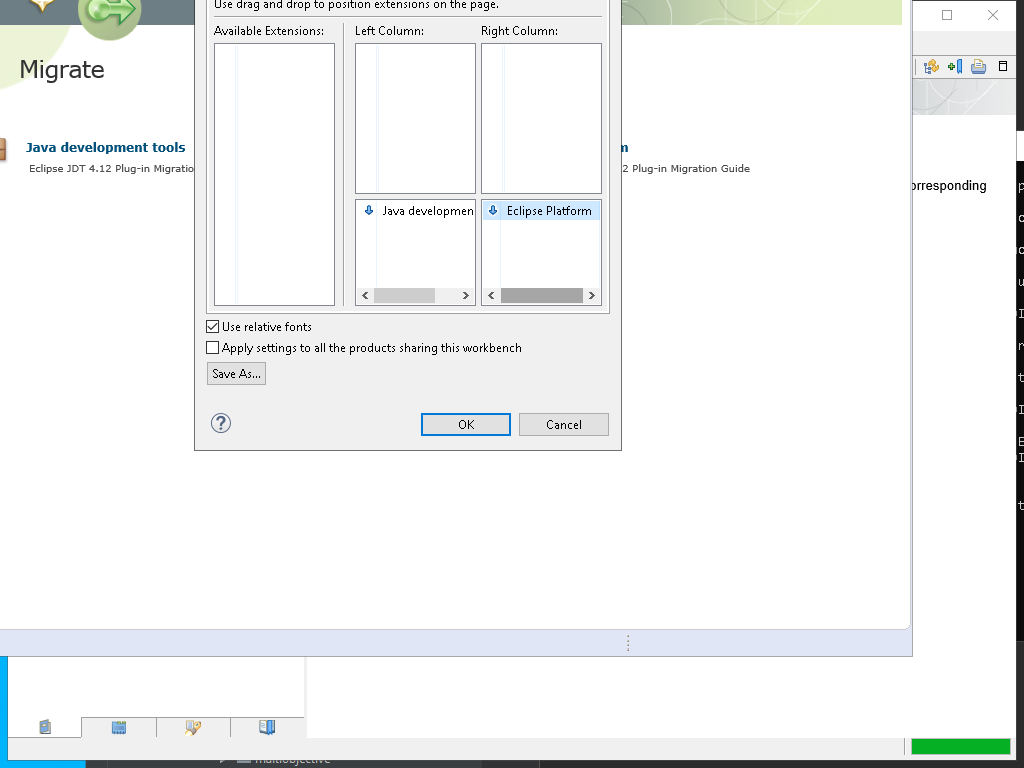 Use drag and drop to position extensions on the page.
Available Extensions:
Left Column:
Right Column:
Migrate
Java development tools
Eclipse JDT 4.12 Plug-in Migratio
2 Plug-in Migration Guide
orresponding
Java developmen
Eclipse Platform
Use relative fonts
Apply settings to all the products sharing this workbench
Save As...
OK
Cancel
multiobjective